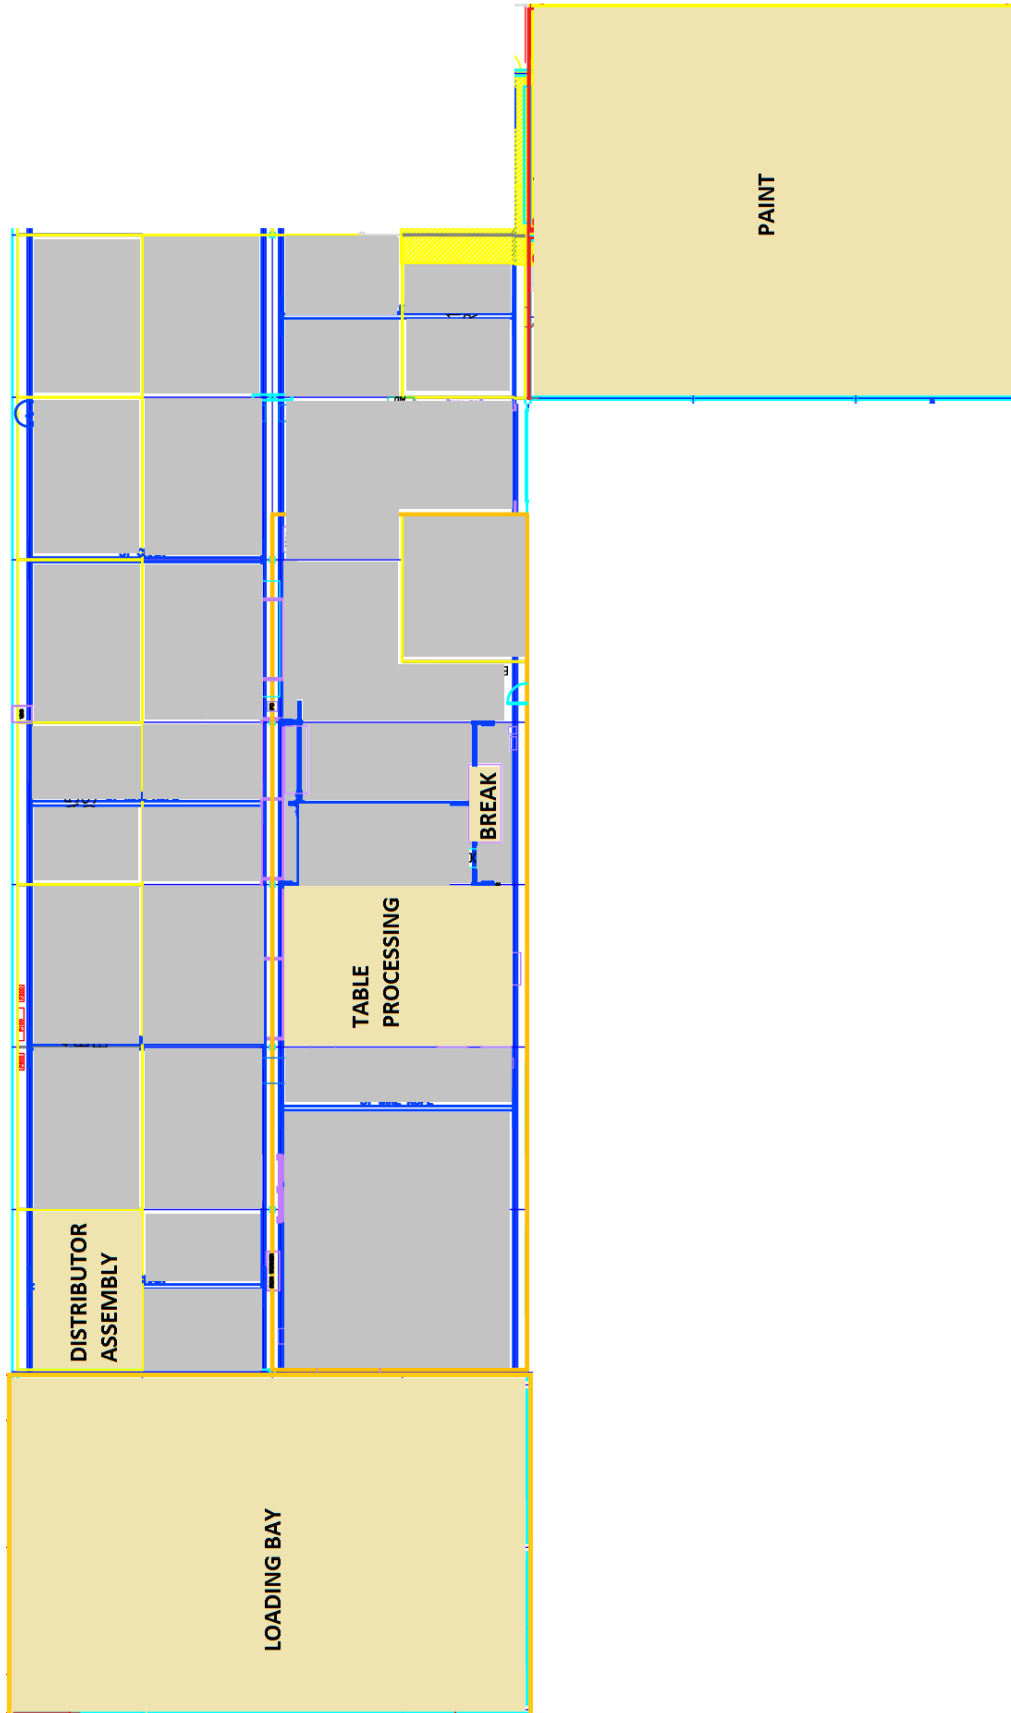 PAINT
BREAK
TABLE
PROCESSING
DISTRIBUTOR
ASSEMBLY
LOADING BAY